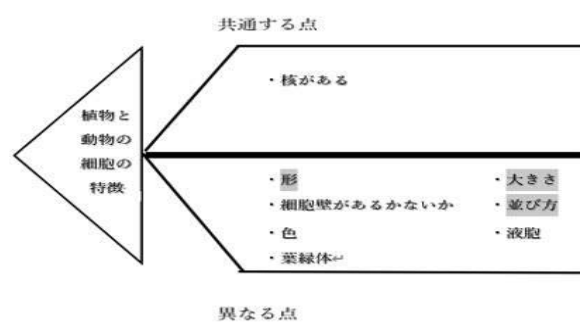 共通する点
・核がある
植物と
動物の
細胞の
特徴
・形
・大きさ
・細胞壁があるかないか
・並び方
・色
・液胞
・葉緑体↵
異なる点